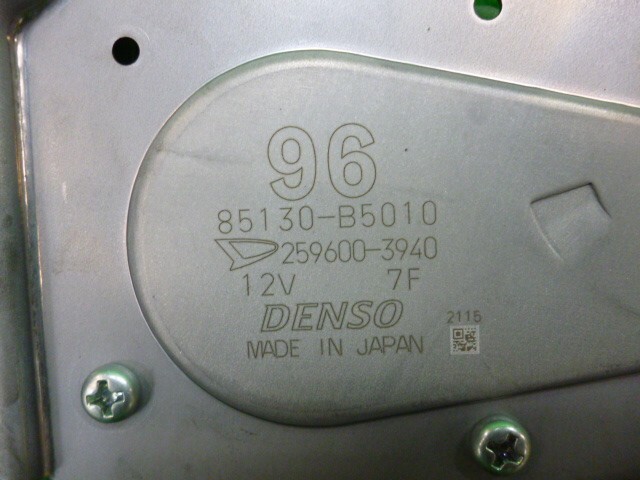 96
85130-B5010
259600-3940
12V 7F
DENSO 2115
MADE IN JAPAN